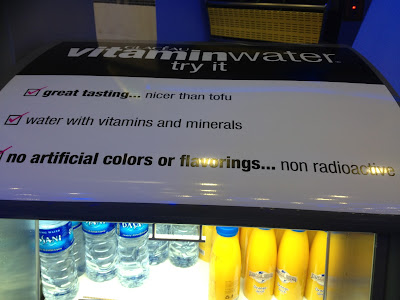 GLACÉAU
vitaminwater
try it
great tasting... nicer than tofu
water with vitamins and minerals
no artificial colors or flavorings... non radioactive